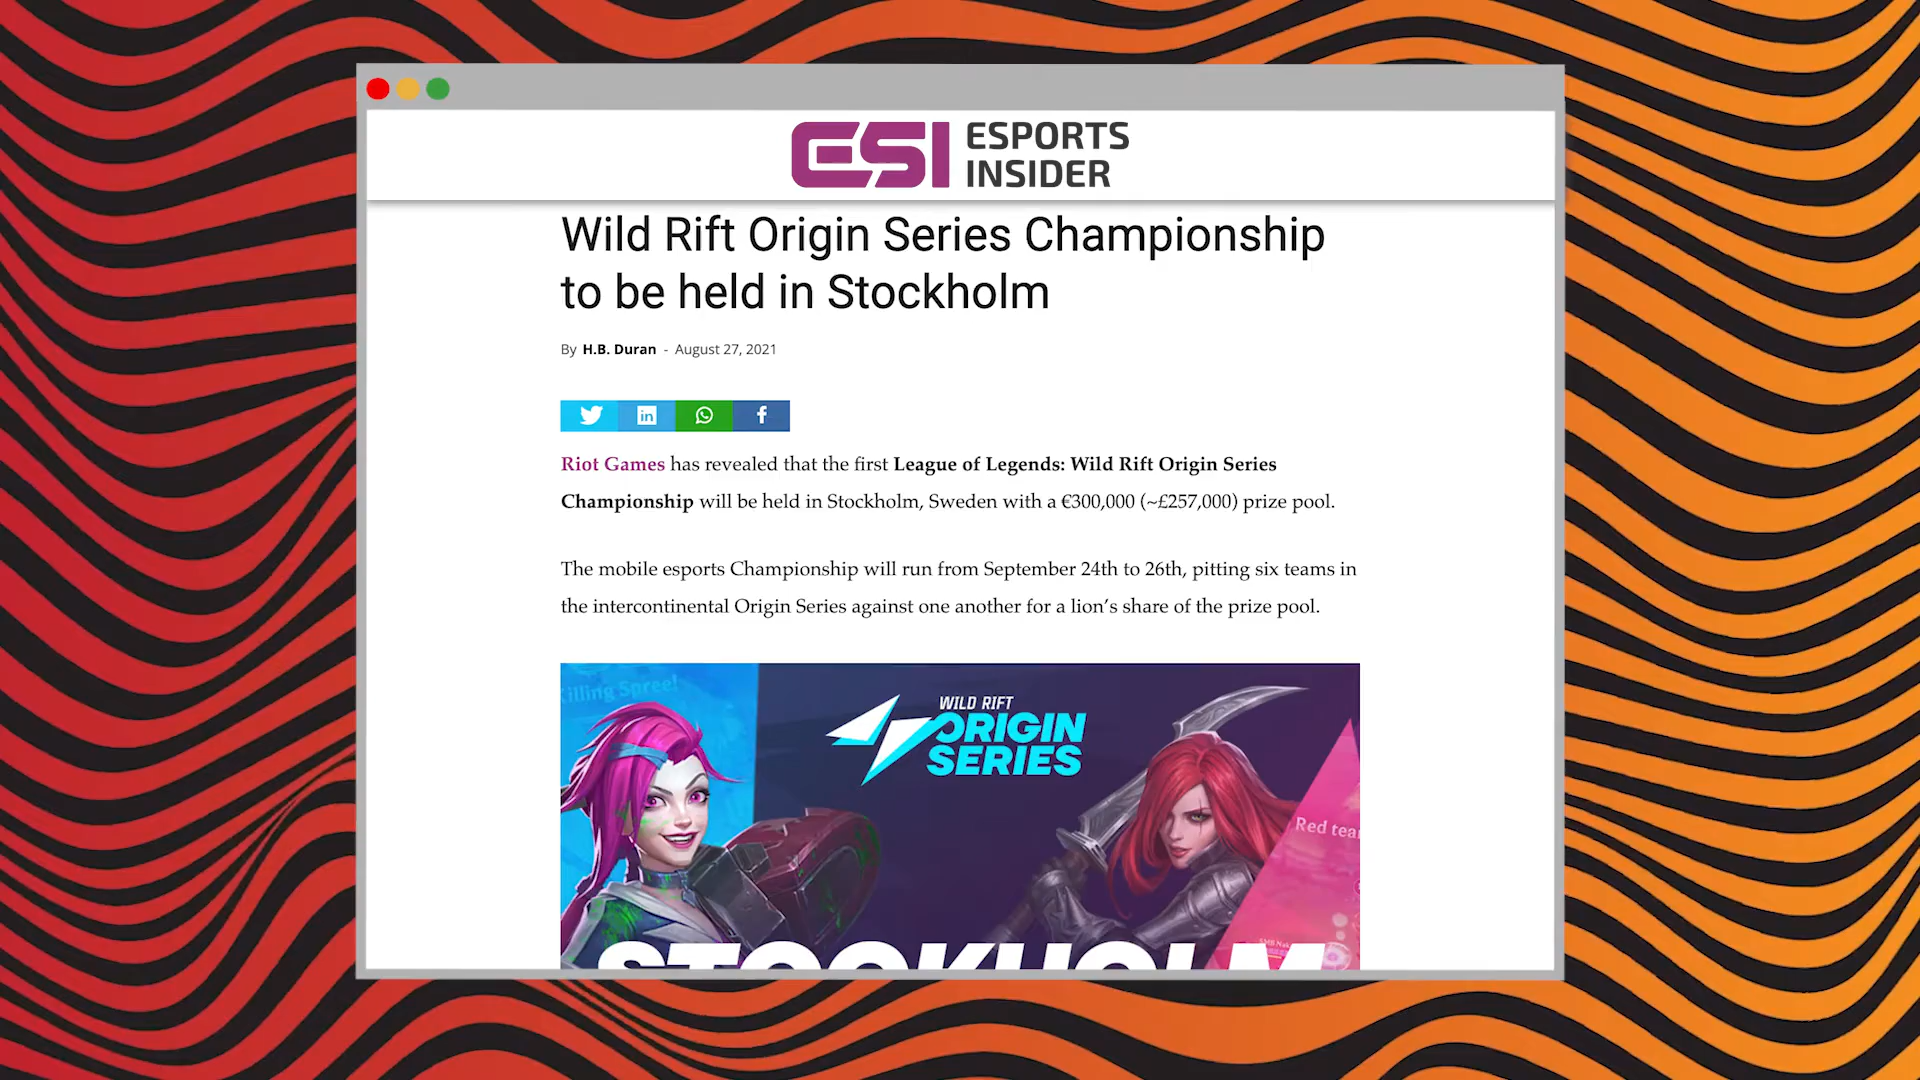 ESI ESPORTS
INSIDER
Wild Rift Origin Series Championship
to be held in Stockholm
By H.B. Duran - August 27, 2021
Riot Games has revealed that the first League of Legends: Wild Rift Origin Series
Championship will be held in Stockholm, Sweden with a €300,000 (~£257,000) prize pool.
The mobile esports Championship will run from September 24th to 26th, pitting six teams in
the intercontinental Origin Series against one another for a lion's share of the prize pool.
Killing Spree!
WILD RIFT
ORIGIN
SERIES
Red tea
STOCKHOLM